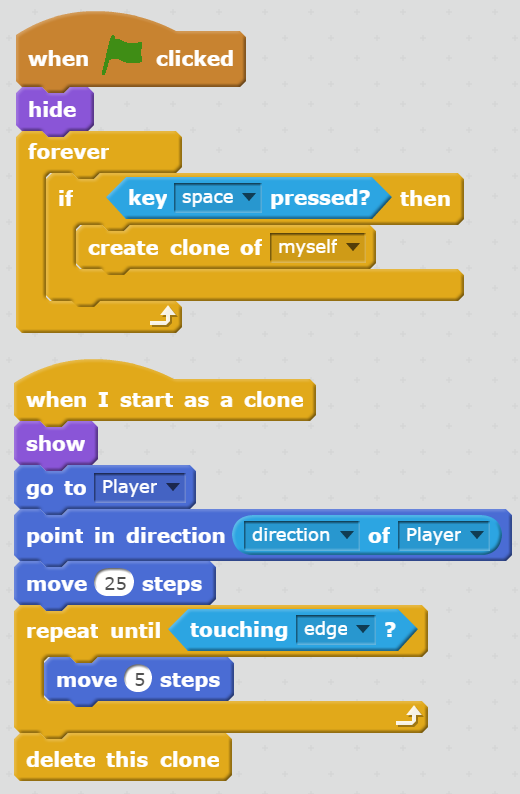 when clicked
hide
forever
if key space pressed? then
create clone of myself
when I start as a clone
show
go to Player
point in direction direction of Player
move 25 steps
repeat until touching edge ?
move 5 steps
delete this clone